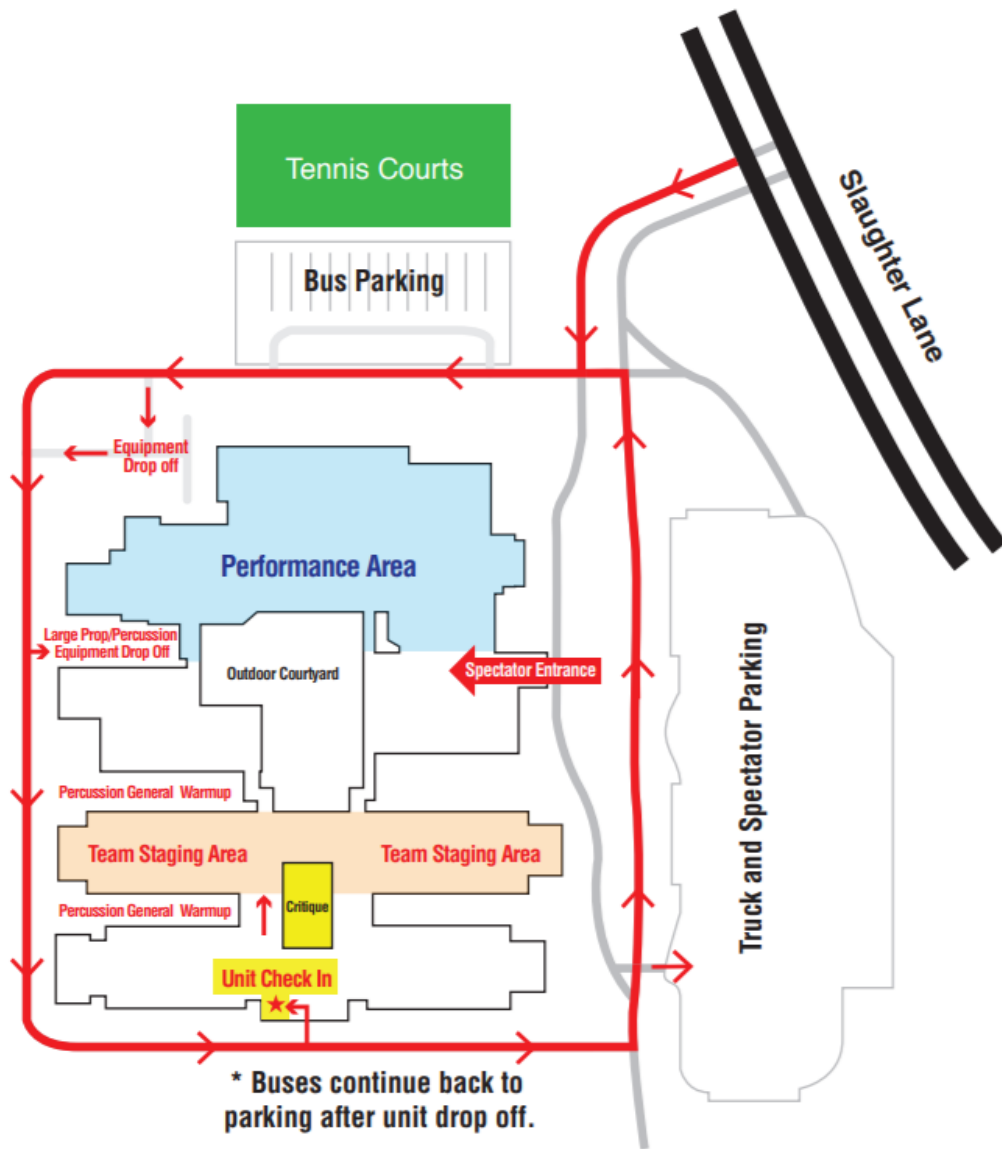 Tennis Courts
Slaughter Lane
Bus Parking
Equipment
Drop off
Performance Area
Large Prop/Percussion
Equipment Drop Off
Outdoor Courtyard
Spectator Entrance
Truck and Spectator Parking
Percussion General Warmup
Team Staging Area
Team Staging Area
Critique
Percussion General Warmup
Unit Check In
* Buses continue back to
parking after unit drop off.